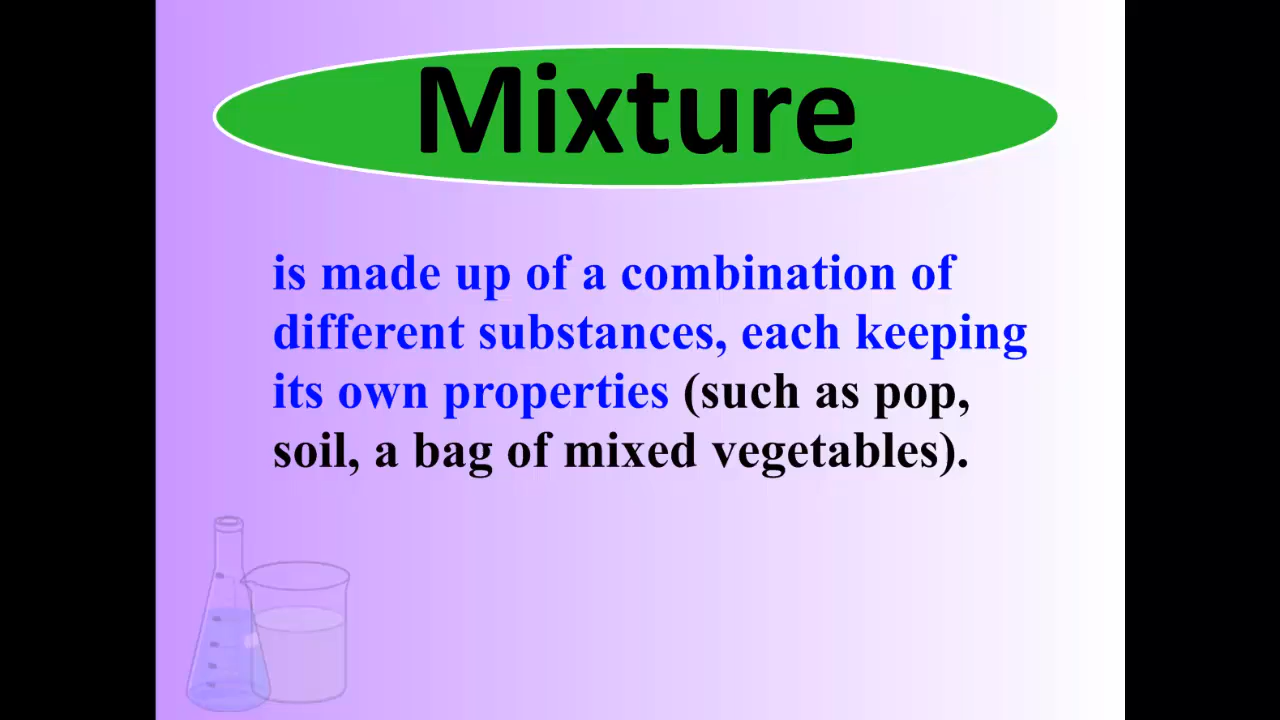 Mixture
is made up of a combination of
different substances, each keeping
its own properties (such as pop,
soil, a bag of mixed vegetables).